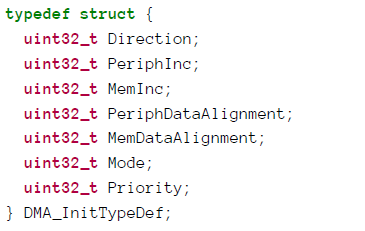 typedef struct {
  uint32_t Direction;
  uint32_t PeriphInc;
  uint32_t MemInc;
  uint32_t PeriphDataAlignment;
  uint32_t MemDataAlignment;
  uint32_t Mode;
  uint32_t Priority;
} DMA_InitTypeDef;